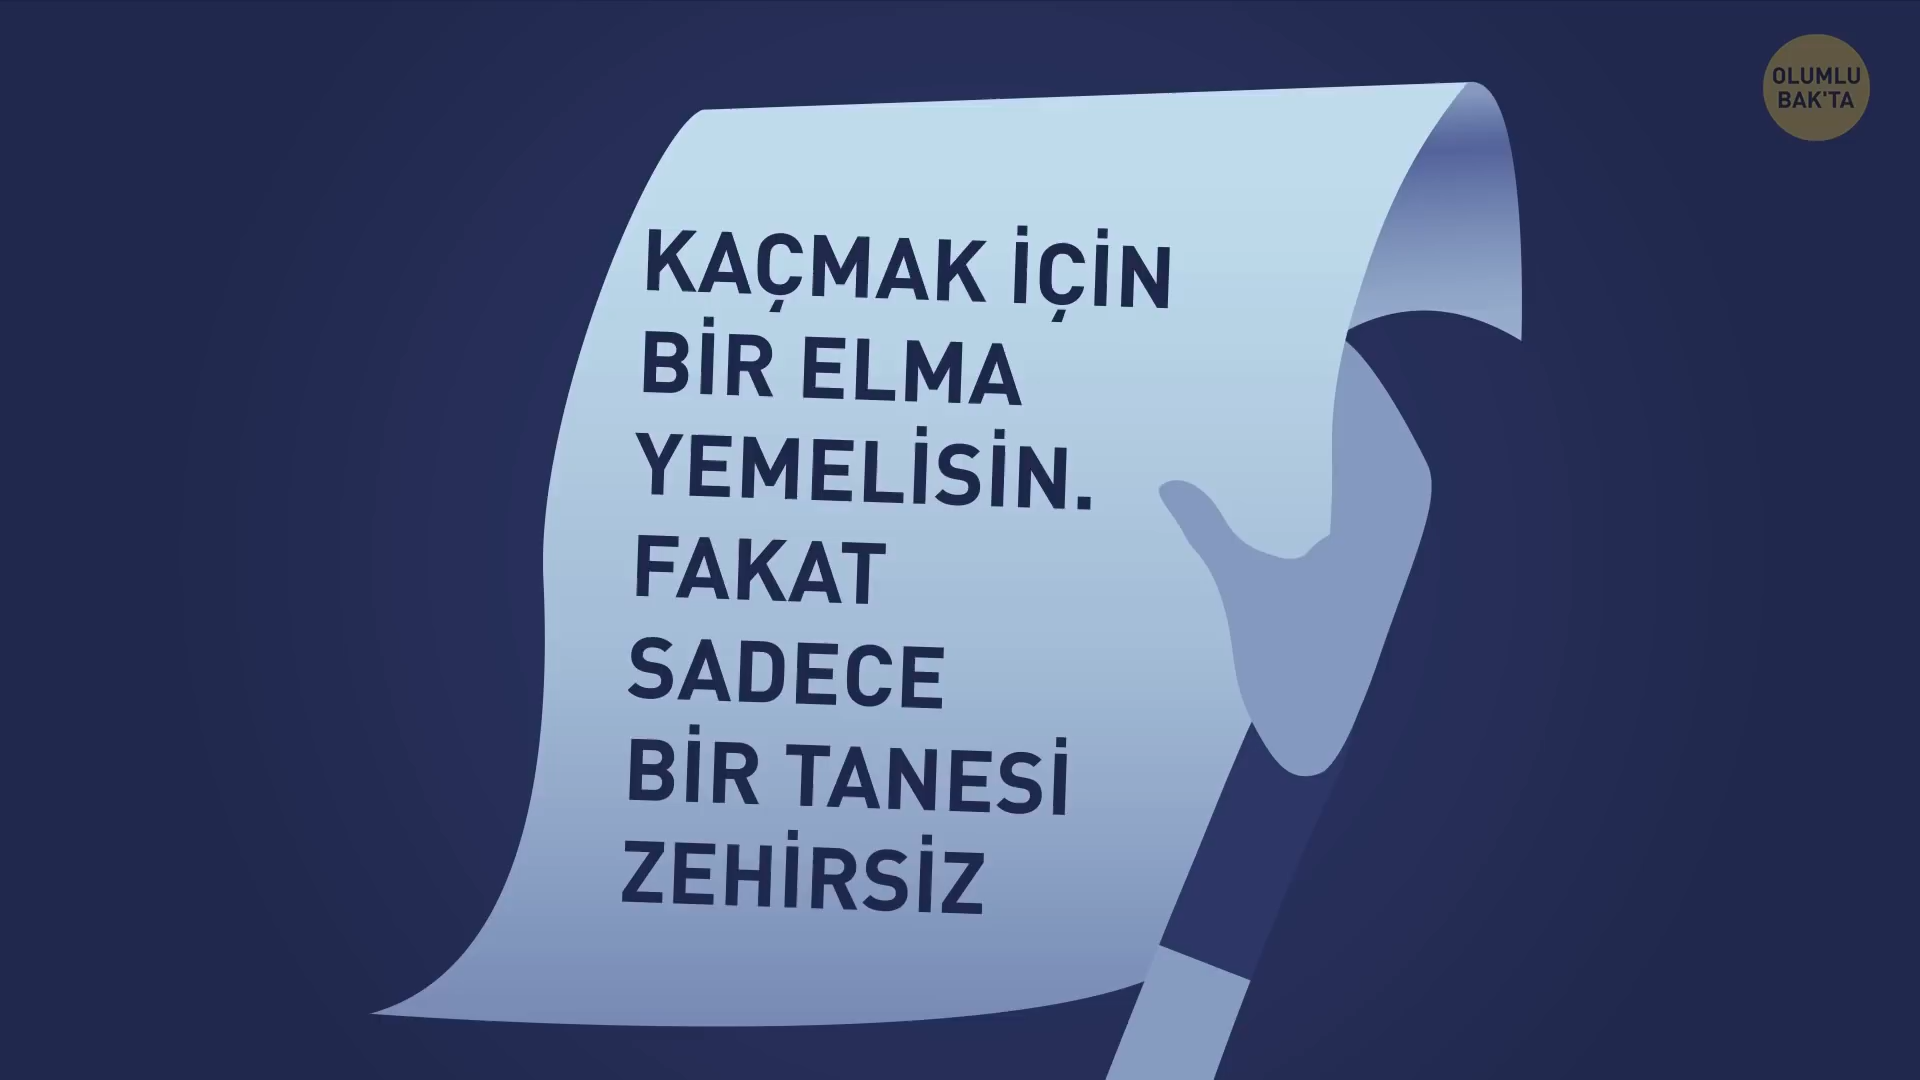 OLUMLU
BAK'TA
KAÇMAK İÇİN
BİR ELMA
YEMELİSİN.
FAKAT
SADECE
BİR TANESİ
ZEHİRSİZ